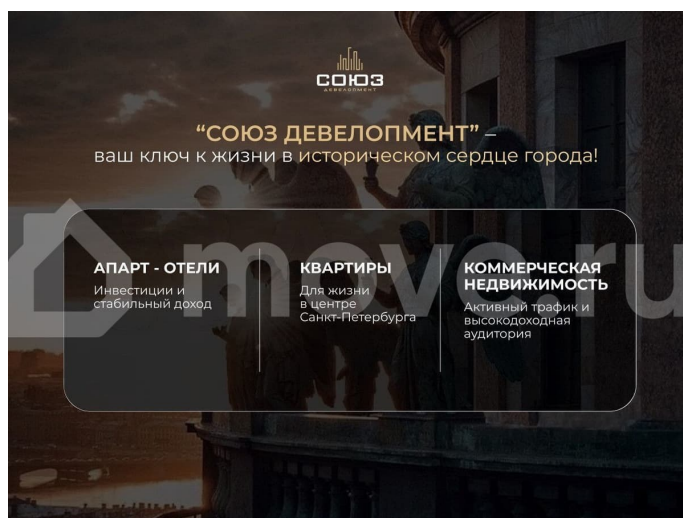 СОЮЗ
ДЕВЕЛОПМЕНТ
“СОЮЗ ДЕВЕЛОПМЕНТ” –
ваш ключ к жизни в историческом сердце города!
move.ru
АПАРТ - ОТЕЛИ
Инвестиции и
стабильный доход
КВАРТИРЫ
Для жизни
в центре
Санкт-Петербурга
КОММЕРЧЕСКАЯ
НЕДВИЖИМОСТЬ
Активный трафик и
высокодоходная
аудитория